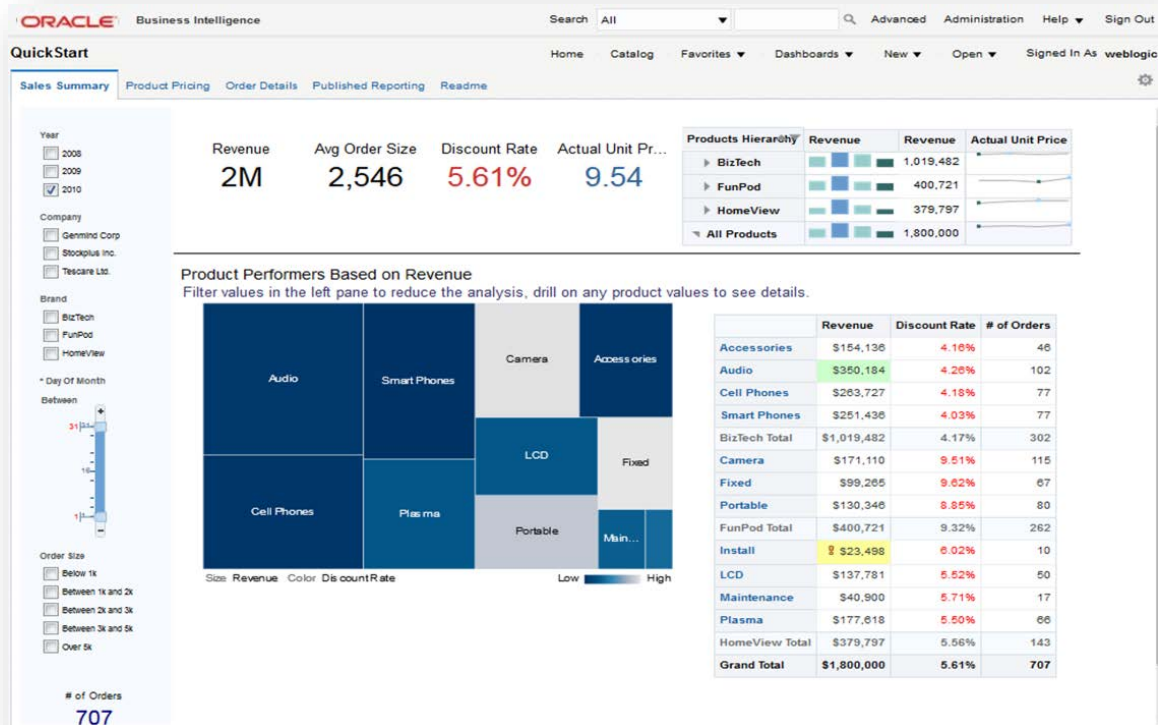 ORACLE Business Intelligence Search All Advanced Administration Help Sign Out
QuickStart Home Catalog Favorites Dashboards New Open Signed In As weblogic
Sales Summary Product Pricing Order Details Published Reporting Readme
Year
2008
2009
2010
Company
Genmind Corp
Stockplus Inc.
Tescare Ltd.
Brand
BizTech
FunPod
HomeView
* Day Of Month
Between
31
16
1
Order Size
Below 1k
Between 1k and 2k
Between 2k and 3k
Between 3k and 5k
Over 5k
# of Orders
707
Revenue Avg Order Size Discount Rate Actual Unit Pr...
2M 2,546 5.61% 9.54
Products Hierarchy Revenue Revenue Actual Unit Price
BizTech 1,019,482
FunPod 400,721
HomeView 379,797
All Products 1,800,000
Product Performers Based on Revenue
Filter values in the left pane to reduce the analysis, drill on any product values to see details.
Audio
Smart Phones
Camera
Accessories
LCD
Fixed
Cell Phones
Plasma
Portable
Main...
Size Revenue Color DiscountRate Low High
Revenue Discount Rate # of Orders
Accessories $154,136 4.16% 46
Audio $350,184 4.26% 102
Cell Phones $263,727 4.18% 77
Smart Phones $251,436 4.03% 77
BizTech Total $1,019,482 4.17% 302
Camera $171,110 9.51% 115
Fixed $99,265 9.62% 67
Portable $130,346 8.85% 80
FunPod Total $400,721 9.32% 262
Install $23,498 6.02% 10
LCD $137,781 5.52% 50
Maintenance $40,900 5.71% 17
Plasma $177,618 5.50% 66
HomeView Total $379,797 5.56% 143
Grand Total $1,800,000 5.61% 707